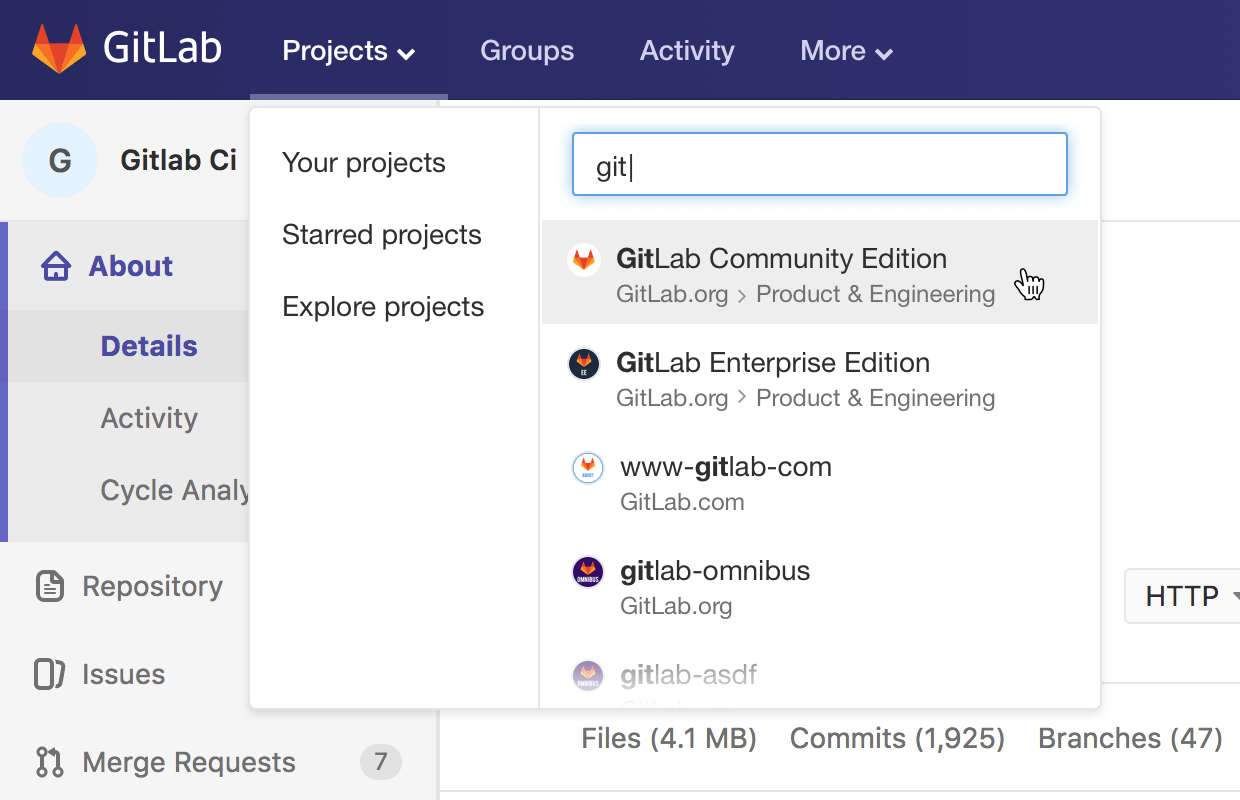 GitLab Projects Groups Activity More
G Gitlab Ci
About
Details
Activity
Cycle Analy
Repository
Issues
Merge Requests 7
Your projects
Starred projects
Explore projects
git
GitLab Community Edition
GitLab.org > Product & Engineering
EE
GitLab Enterprise Edition
GitLab.org > Product & Engineering
ABOUT
www-gitlab-com
GitLab.com
OMNIBUS
gitlab-omnibus
GitLab.org
OMNIBUS
gitlab-asdf
HTTP
Files (4.1 MB) Commits (1,925) Branches (47)